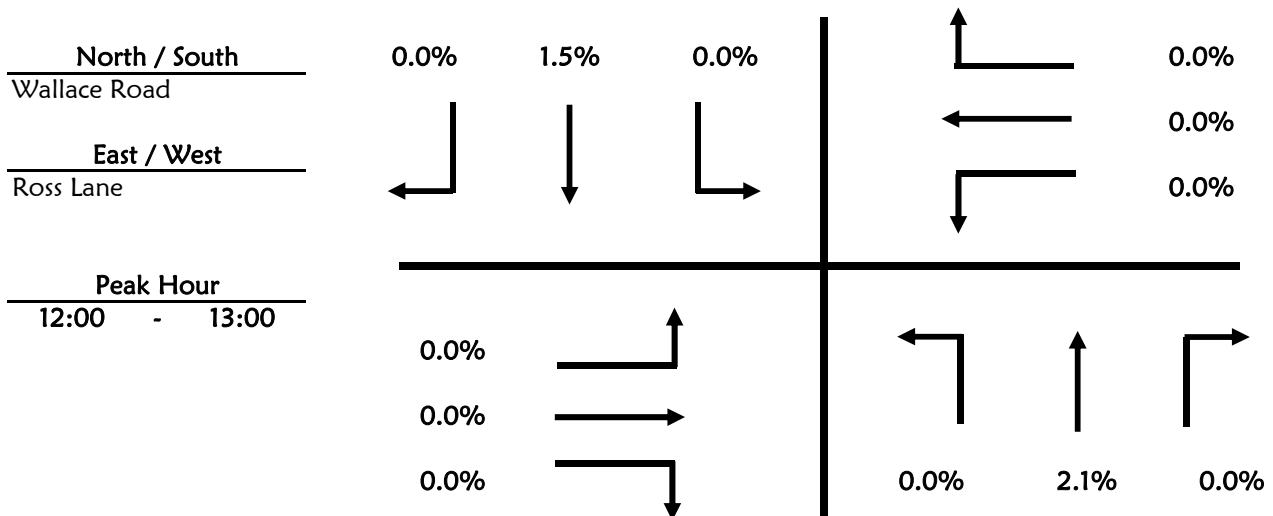 North / South
Wallace Road
East / West
Ross Lane
Peak Hour
12:00 - 13:00
0.0% 1.5% 0.0%
0.0%
0.0%
0.0%
0.0%
0.0%
0.0%
0.0% 2.1% 0.0%